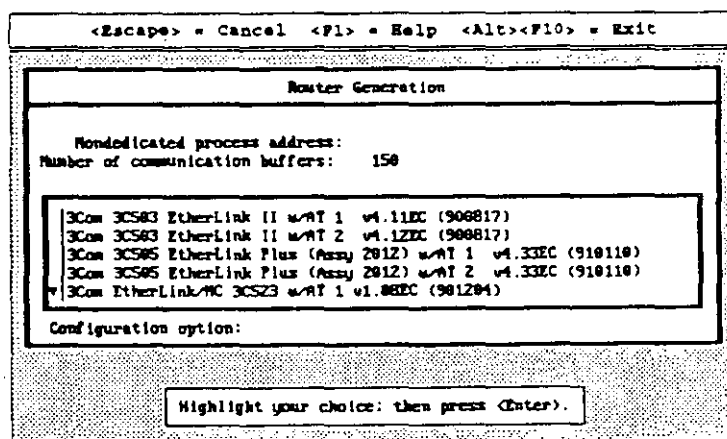 <Escape> = Cancel <F1> = Help <Alt><F10> = Exit
Router Generation
Nondedicated process address:
Number of communication buffers: 150
3Com 3C503 EtherLink II w/AT 1 v4.11EC (900817)
3Com 3C503 EtherLink II w/AT 2 v4.12EC (900817)
3Com 3C505 EtherLink Plus (Assy 2012) w/AT 1 v4.33EC (910110)
3Com 3C505 EtherLink Plus (Assy 2012) w/AT 2 v4.33EC (910110)
3Com EtherLink/MC 3C523 w/AT 1 (901204)
Configuration option:
Highlight your choice; then press <Enter>.